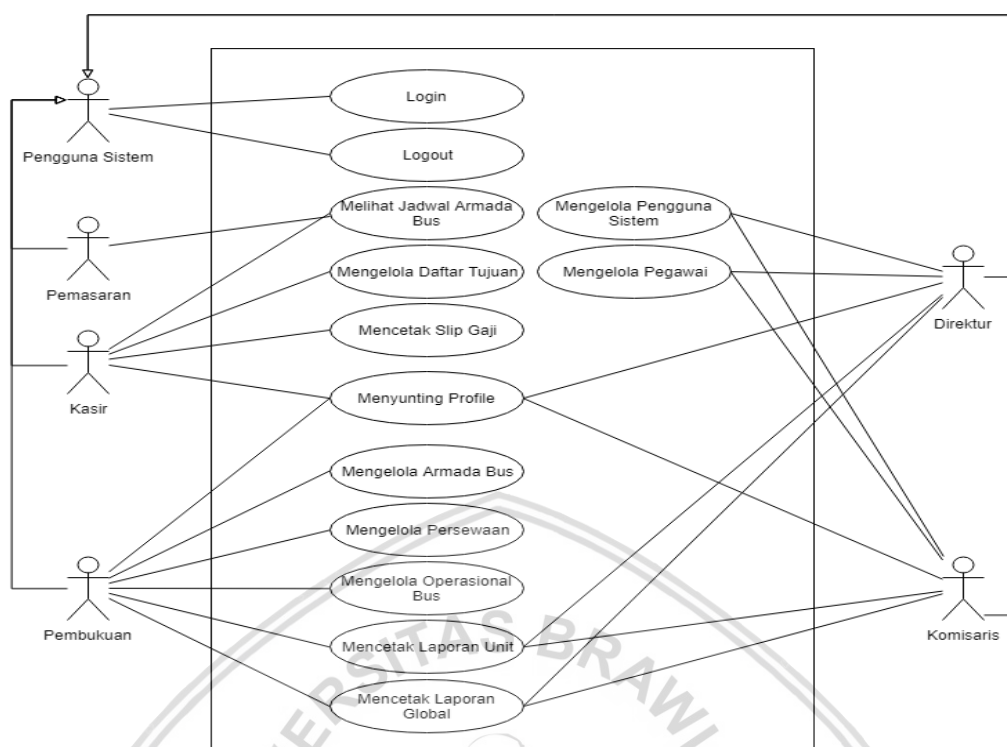 Login
Pengguna Sistem
Logout
Melihat Jadwal Armada
Bus
Mengelola Pengguna
Sistem
Pemasaran
Mengelola Daftar Tujuan
Mengelola Pegawai
Direktur
Mencetak Slip Gaji
Kasir
Menyunting Profile
Mengelola Armada Bus
Mengelola Persewaan
Mengelola Operasional
Bus
Pembukuan
Mencetak Laporan Unit
Komisaris
Mencetak Laporan
Global
ERSITAS BRAWI